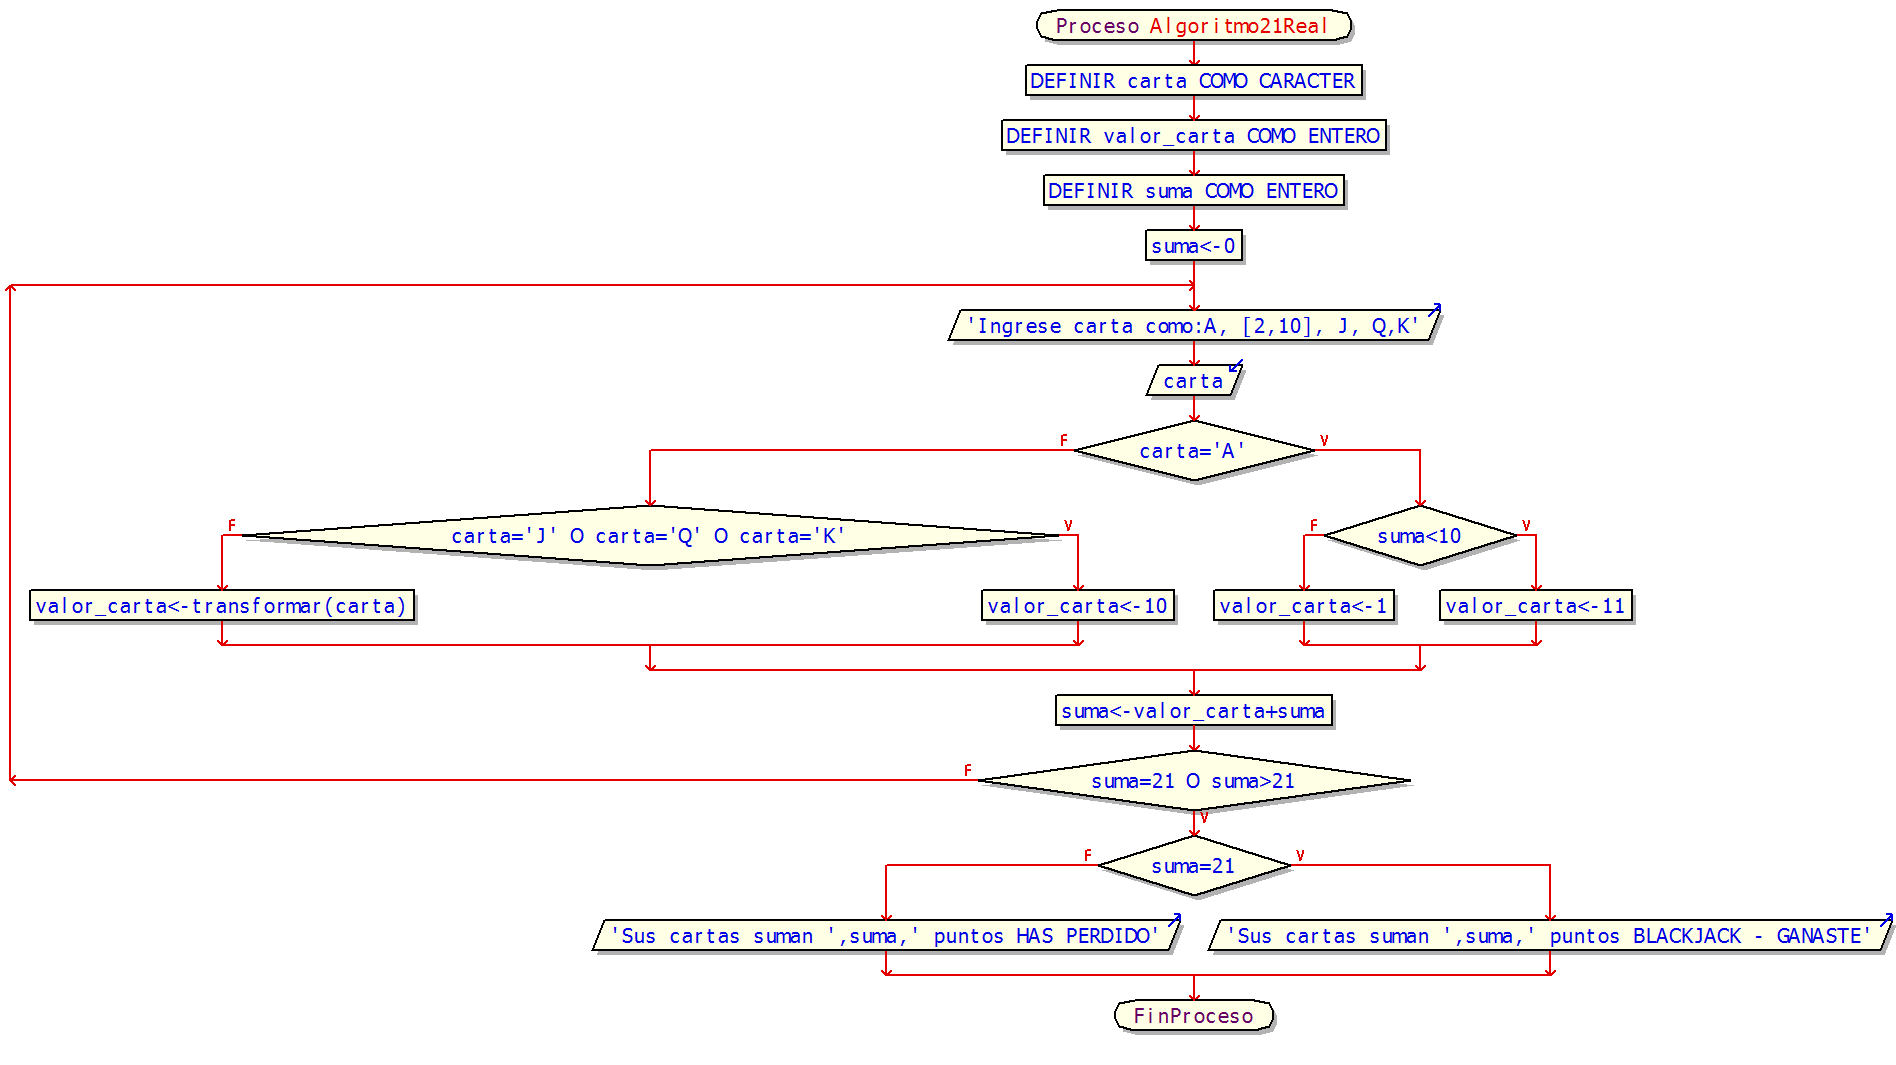 Proceso Algoritmo21Real
DEFINIR carta COMO CARACTER
DEFINIR valor_carta COMO ENTERO
DEFINIR suma COMO ENTERO
suma<-0
'Ingrese carta como:A, [2,10], J, Q,K'
carta
F
carta='A'
V
F
carta='J' O carta='Q' O carta='K'
V
F
suma<10
V
valor_carta<-transformar(carta)
valor_carta<-10
valor_carta<-1
valor_carta<-11
suma<-valor_carta+suma
F
suma=21 O suma>21
V
F
suma=21
V
'Sus cartas suman ',suma,' puntos HAS PERDIDO'
'Sus cartas suman ',suma,' puntos BLACKJACK - GANASTE'
FinProceso